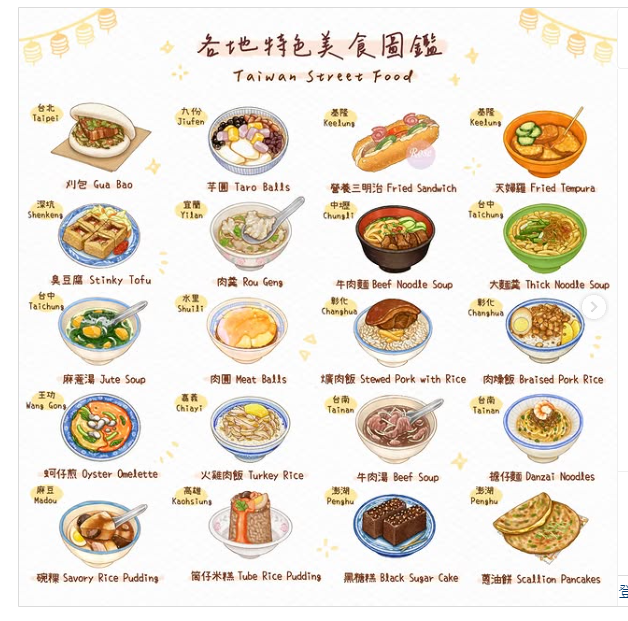 各地特色美食圖鑑
Taiwan Street Food
台北
Taipei
刈包 Gua Bao
九份
Jiufen
芋圓 Taro Balls
基隆
Keelung
營養三明治 Fried Sandwich
基隆
Keelung
天婦羅 Fried Tempura
深坑
Shenkeng
臭豆腐 Stinky Tofu
宜蘭
Yilan
肉羹 Rou Geng
中壢
Chungli
牛肉麵 Beef Noodle Soup
台中
Taichung
大麵羹 Thick Noodle Soup
台中
Taichung
麻薏湯 Jute Soup
水里
Shuili
肉圓 Meat Balls
彰化
Changhua
爌肉飯 Stewed Pork with Rice
彰化
Changhua
肉燥飯 Braised Pork Rice
王功
Wang Gong
蚵仔煎 Oyster Omelette
嘉義
Chiayi
火雞肉飯 Turkey Rice
台南
Tainan
牛肉湯 Beef Soup
台南
Tainan
擔仔麵 Danzai Noodles
麻豆
Madou
碗粿 Savory Rice Pudding
高雄
Kaohsiung
筒仔米糕 Tube Rice Pudding
澎湖
Penghu
黑糖糕 Black Sugar Cake
澎湖
Penghu
蔥油餅 Scallion Pancakes